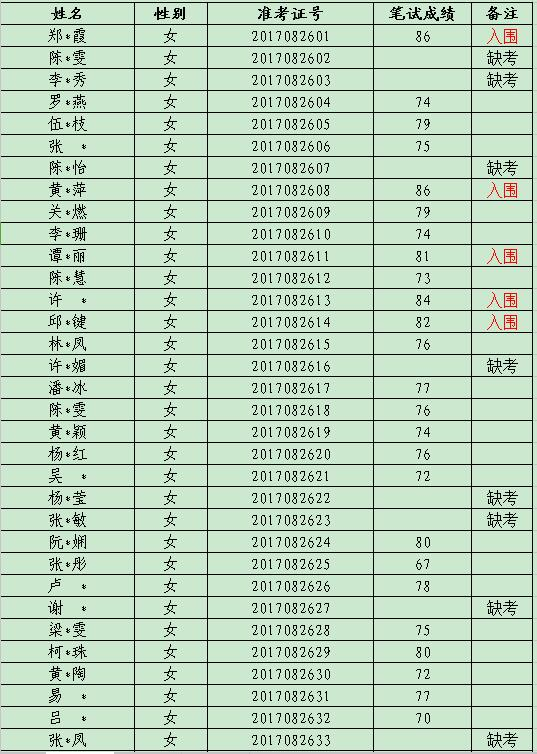 姓名 性别 准考证号 笔试成绩 备注
郑*霞 女 2017082601 86 入围
陈*雯 女 2017082602 缺考
李*秀 女 2017082603 缺考
罗*燕 女 2017082604 74
伍*枝 女 2017082605 79
张 * 女 2017082606 75
陈*怡 女 2017082607 缺考
黄*萍 女 2017082608 86 入围
关*燃 女 2017082609 79
李*珊 女 2017082610 74
谭*丽 女 2017082611 81 入围
陈*慧 女 2017082612 73
许 * 女 2017082613 84 入围
邱*键 女 2017082614 82 入围
林*凤 女 2017082615 76
许*媚 女 2017082616 缺考
潘*冰 女 2017082617 77
陈*雯 女 2017082618 76
黄*颖 女 2017082619 74
杨*红 女 2017082620 76
吴 * 女 2017082621 72
杨*莹 女 2017082622 缺考
张*敏 女 2017082623 缺考
阮*娴 女 2017082624 80
张*彤 女 2017082625 67
卢 * 女 2017082626 78
谢 * 女 2017082627 缺考
梁*雯 女 2017082628 75
柯*珠 女 2017082629 80
黄*陶 女 2017082630 72
易 * 女 2017082631 77
吕 * 女 2017082632 70
张*凤 女 2017082633 缺考